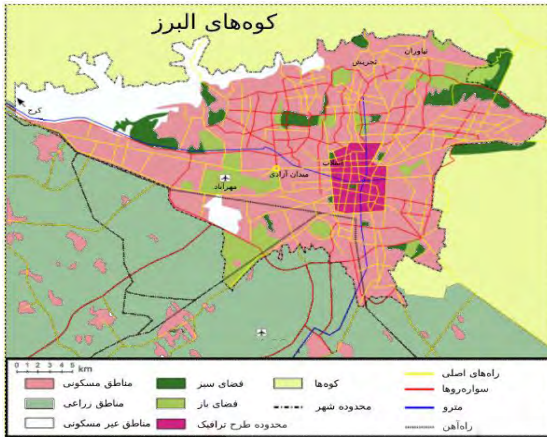 کوه‌های البرز
نیاوران
تجریش
کرج
انقلاب
میدان آزادی
مهرآباد
0 1 2 3 4 5 km
مناطق مسکونی
فضای سبز
کوه‌ها
راه‌های اصلی
مناطق زراعی
فضای باز
محدوده شهر
سواره‌روها
مناطق غیر مسکونی
محدوده طرح ترافیک
مترو
راه‌آهن